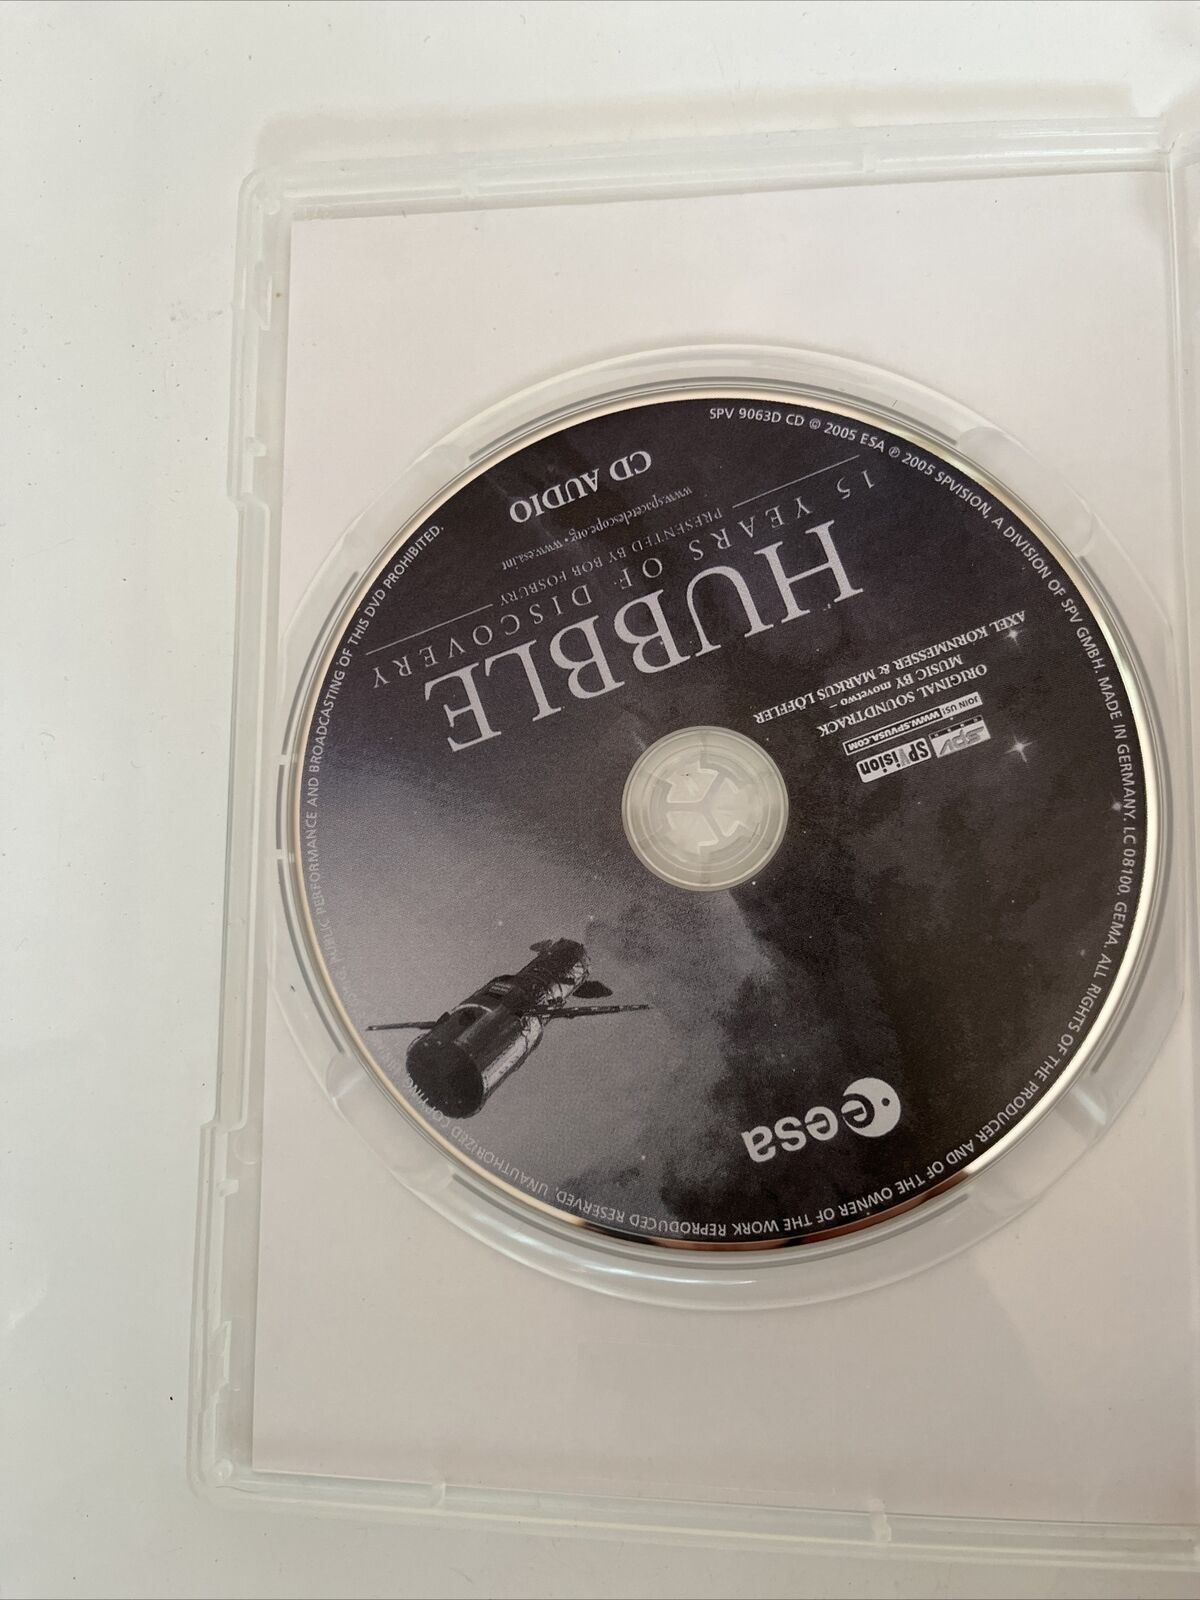 esa
HUBBLE
15 YEARS OF DISCOVERY
PRESENTED BY BOB FOSBURY
www.spacetelescope.org • www.esa.int
CD AUDIO
SPV
SPVision
JOIN US! WWW.SPVUSA.COM
ORIGINAL SOUNDTRACK
MUSIC BY movetwo –
AXEL KORNMESSER & MARKUS LÖFFLER
SPV 9063D CD © 2005 ESA ℗ 2005 SPVISION, A DIVISION OF SPV GMBH. MADE IN GERMANY. LC 08100. GEMA. ALL RIGHTS OF THE PRODUCER AND OF THE OWNER OF THE WORK REPRODUCED RESERVED. UNAUTHORIZED COPYING, PUBLIC PERFORMANCE AND BROADCASTING OF THIS DVD PROHIBITED.